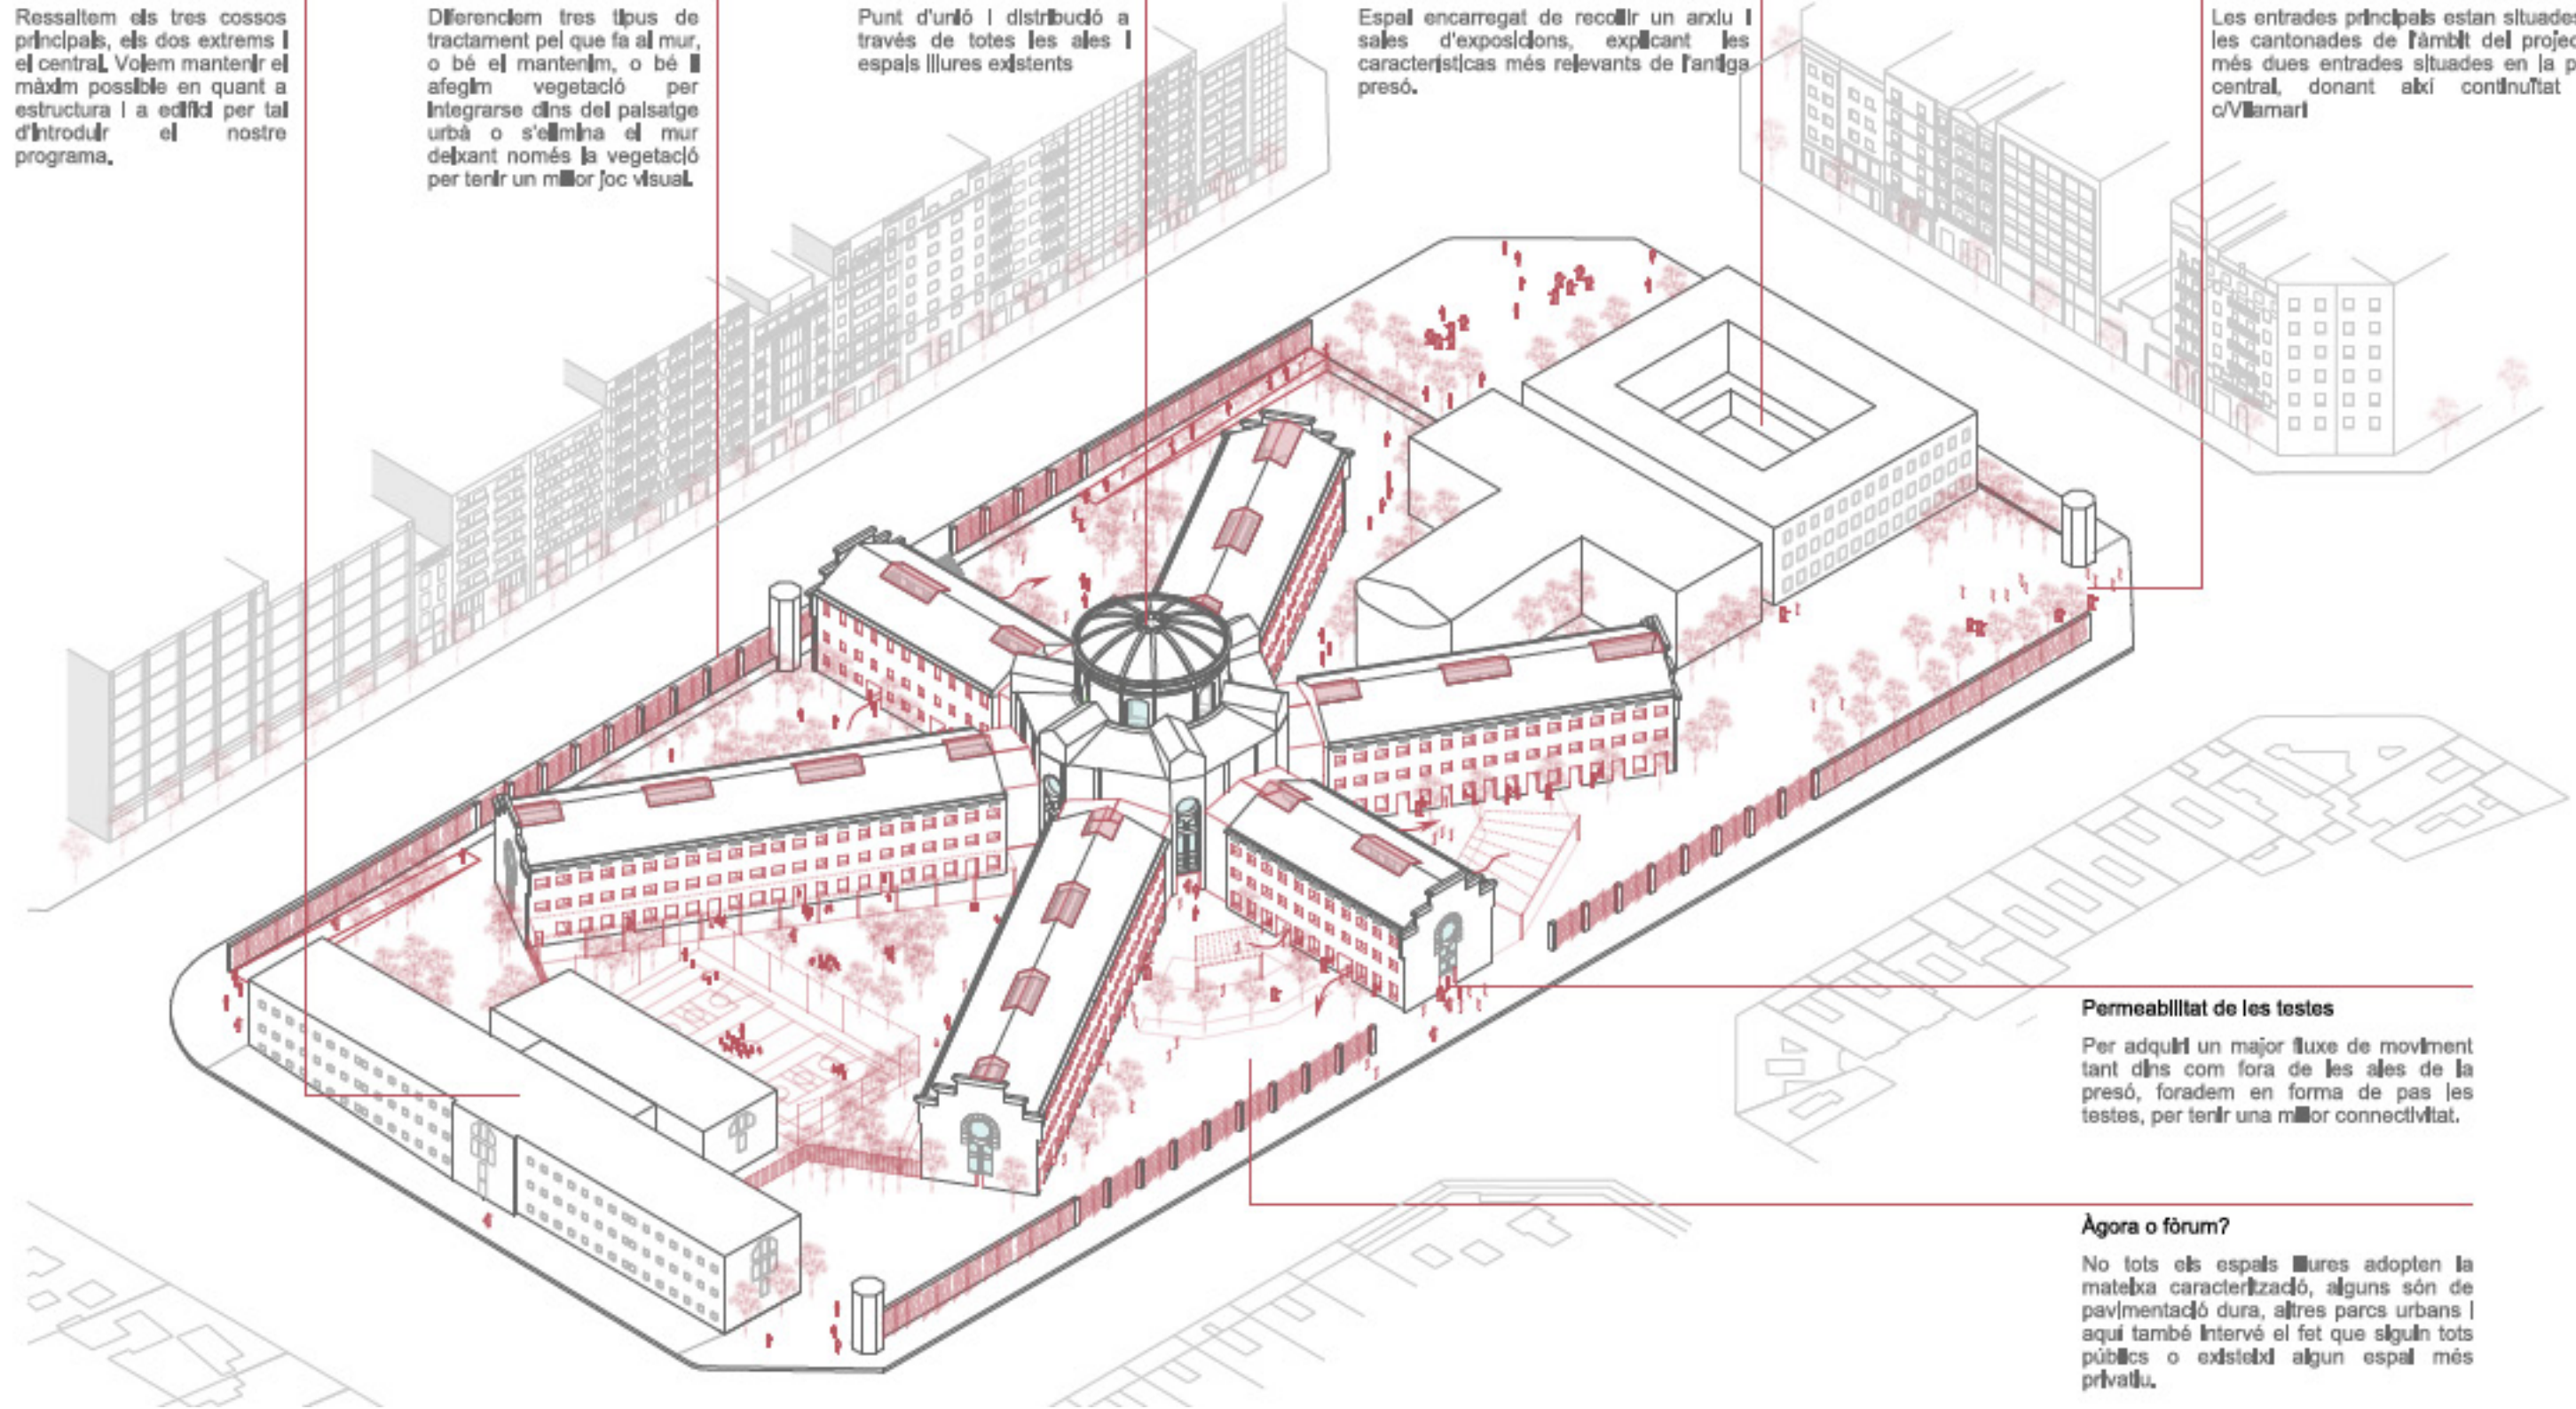 Ressaltem els tres cossos
principals, els dos extrems i
el central. Volem mantenir el
màxim possible en quant a
estructura i a edifici per tal
d'introduir el nostre
programa.
Diferenciem tres tipus de
tractament pel que fa al mur,
o bé el mantenim, o bé li
afegim vegetació per
integrarse dins del paisatge
urbà o s'elimina el mur
deixant només la vegetació
per tenir un millor joc visual.
Punt d'unió i distribució a
través de totes les ales i
espais lliures existents
Espai encarregat de recollir un arxiu i
sales d'exposicions, explicant les
características més relevants de l'antiga
presó.
Les entrades principals estan situades
les cantonades de l'àmbit del projec
més dues entrades situades en la p
central, donant així continuïtat
c/Vilamarí
Permeabilitat de les testes
Per adquirí un major fluxe de moviment
tant dins com fora de les ales de la
presó, foradem en forma de pas les
testes, per tenir una millor connectivitat.
Àgora o fòrum?
No tots els espais lliures adopten la
mateixa caracterització, alguns són de
pavimentació dura, altres parcs urbans i
aquí també intervé el fet que siguin tots
públics o existeixi algun espai més
privatiu.